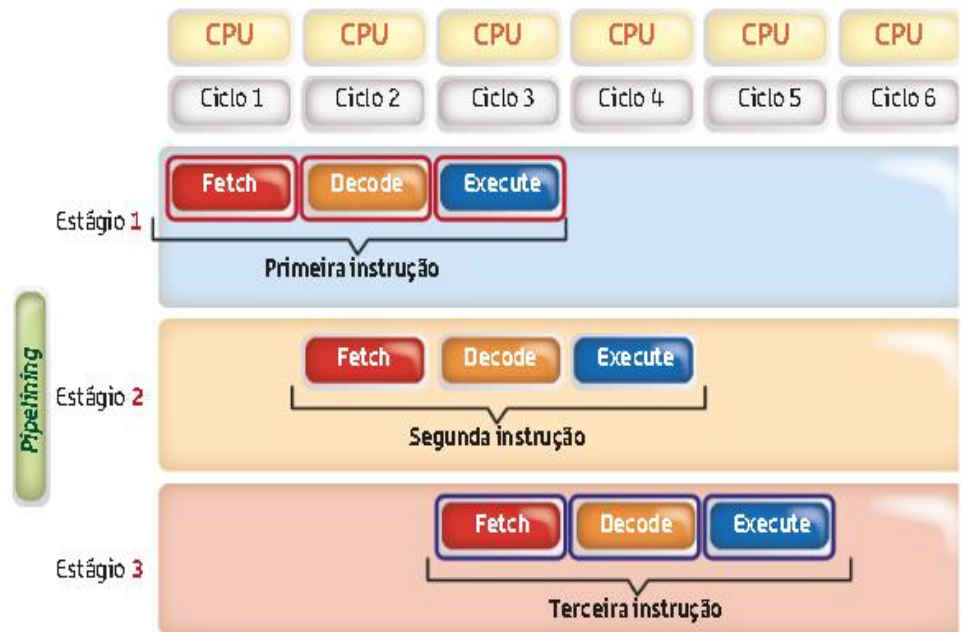 CPU CPU CPU CPU CPU CPU
Ciclo 1 Ciclo 2 Ciclo 3 Ciclo 4 Ciclo 5 Ciclo 6
Fetch Decode Execute
Estágio 1
Primeira instrução
Pipelining
Fetch Decode Execute
Estágio 2
Segunda instrução
Fetch Decode Execute
Estágio 3
Terceira instrução